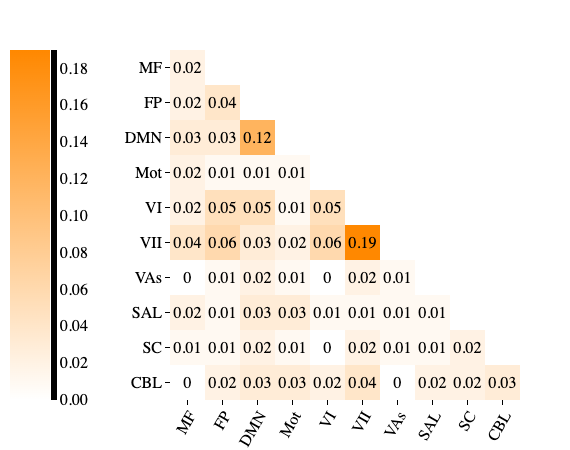 0.18
0.16
0.14
0.12
0.10
0.08
0.06
0.04
0.02
0.00
MF 0.02
FP 0.02 0.04
DMN 0.03 0.03 0.12
Mot 0.02 0.01 0.01 0.01
VI 0.02 0.05 0.05 0.01 0.05
VII 0.04 0.06 0.03 0.02 0.06 0.19
VAs 0 0.01 0.02 0.01 0 0.02 0.01
SAL 0.02 0.01 0.03 0.03 0.01 0.01 0.01 0.01
SC 0.01 0.01 0.02 0.01 0 0.02 0.01 0.01 0.02
CBL 0 0.02 0.03 0.03 0.02 0.04 0 0.02 0.02 0.03
MF FP DMN Mot VI VII VAs SAL SC CBL